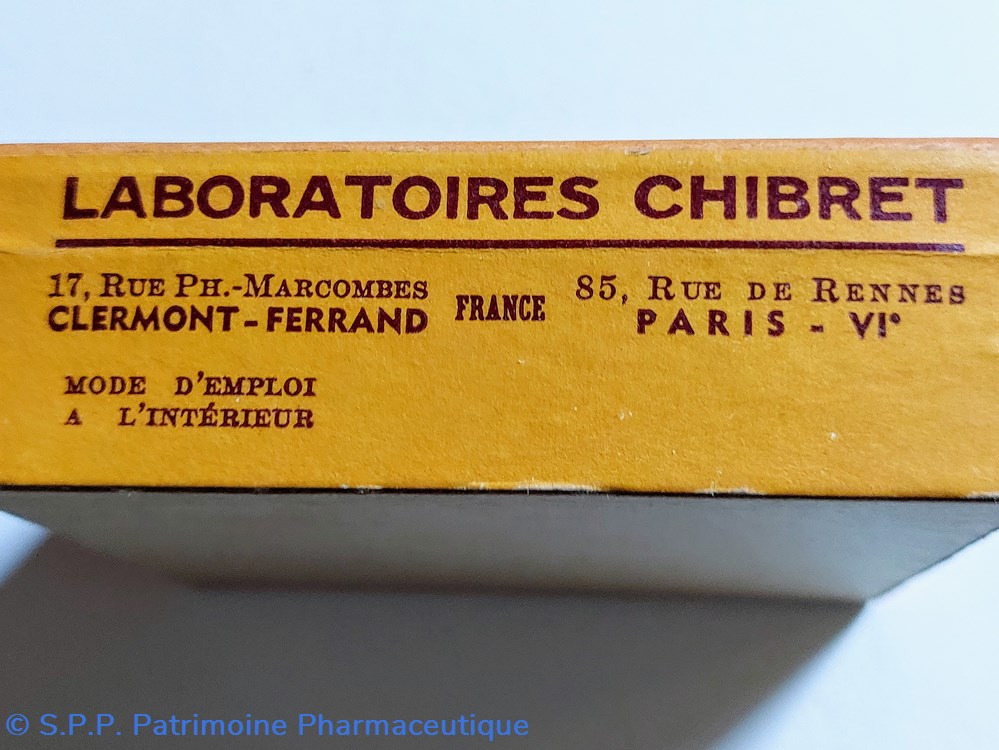 LABORATOIRES CHIBRET
17, RUE PH.-MARCOMBES
CLERMONT-FERRAND
FRANCE
85, RUE DE RENNES
PARIS - VI°
MODE D'EMPLOI
A L'INTÉRIEUR
© S.P.P. Patrimoine Pharmaceutique